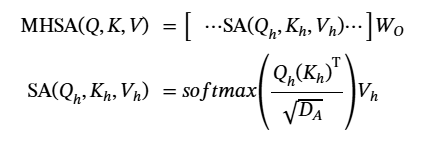 MHSA(Q, K, V) = [ ⋯SA(Q_h, K_h, V_h)⋯ ]W_O
SA(Q_h, K_h, V_h) = softmax(Q_h(K_h)^T / √D_A)V_h